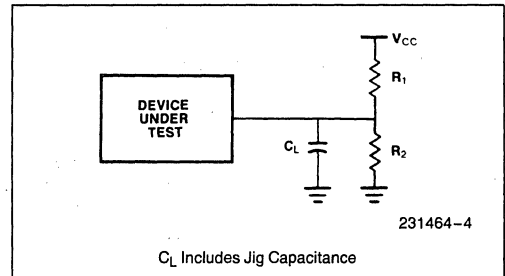 VCC
R1
DEVICE
UNDER
TEST
CL
R2
231464-4
CL Includes Jig Capacitance